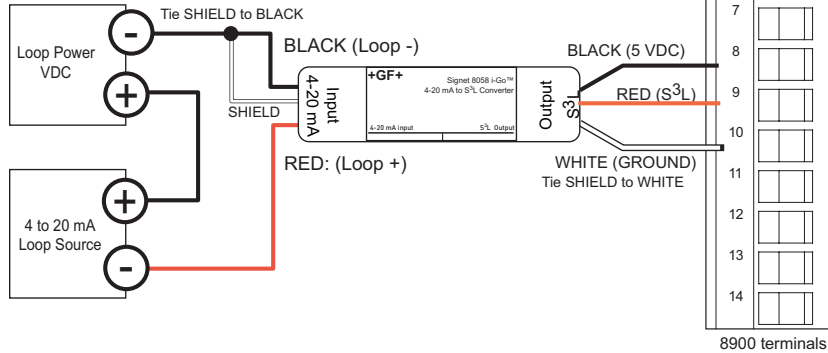 Tie SHIELD to BLACK
Loop Power
VDC
-
+
BLACK (Loop -)
SHIELD
4 to 20 mA
Loop Source
+
-
RED: (Loop +)
Input
4-20 mA
+GF+
Signet 8058 i-Go™
4-20 mA to S³L Converter
4-20 mA input
S³L Output
Output
S³L
BLACK (5 VDC)
RED (S³L)
WHITE (GROUND)
Tie SHIELD to WHITE
7
8
9
10
11
12
13
14
8900 terminals